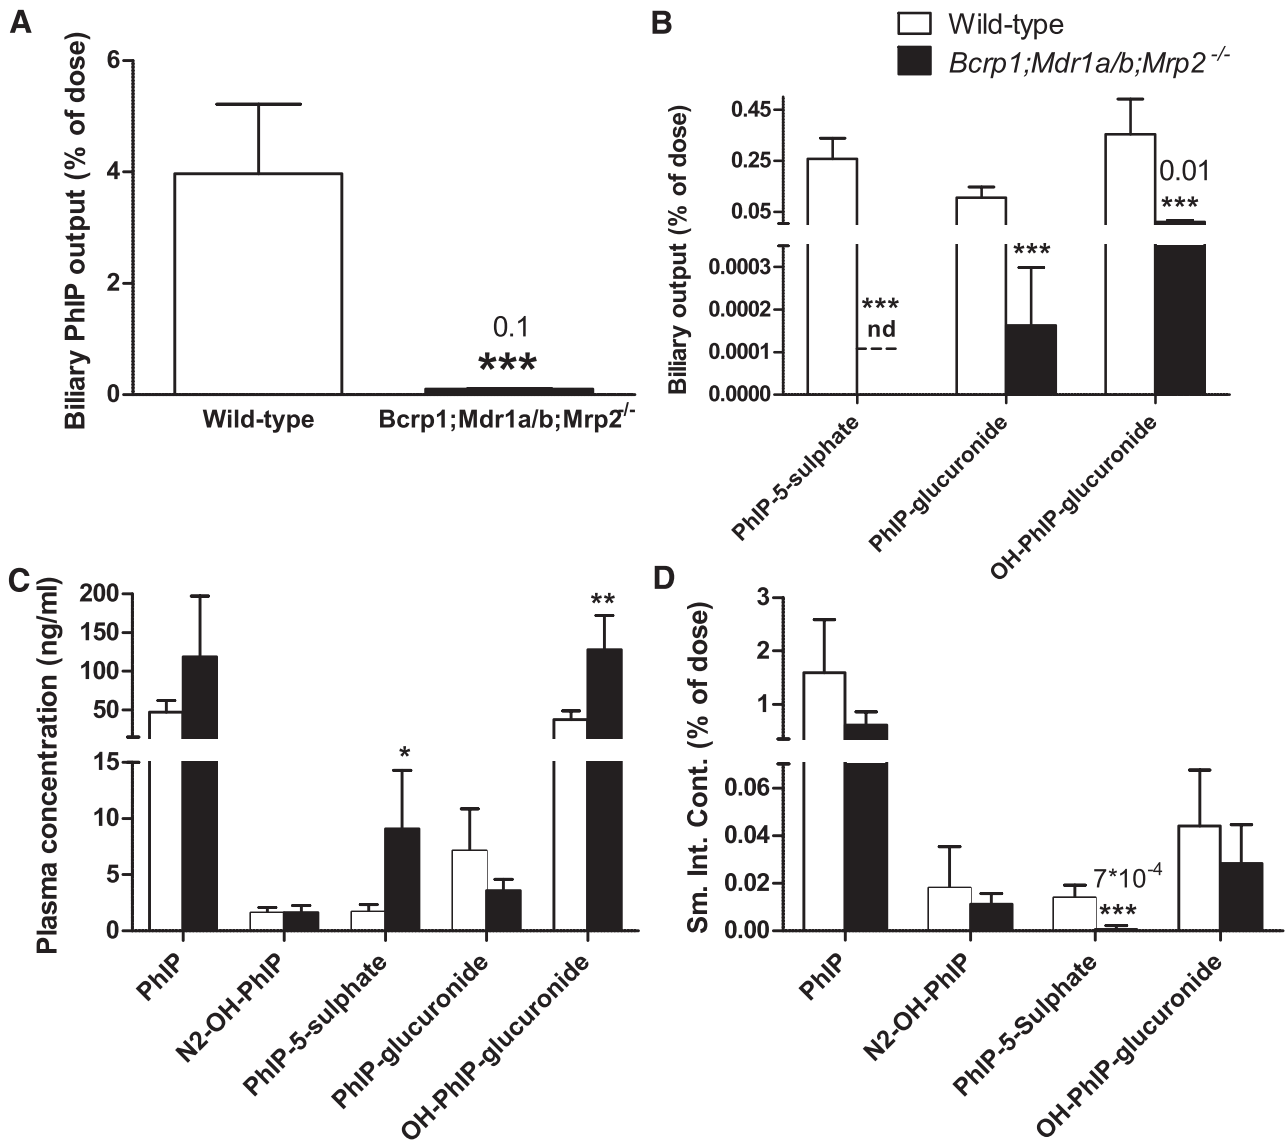 A
Biliary PhIP output (% of dose)
6
4
2
0
0.1
***
Wild-type
Bcrp1;Mdr1a/b;Mrp2-/-
B
Wild-type
Bcrp1;Mdr1a/b;Mrp2 -/-
Biliary output (% of dose)
0.45
0.25
0.05
0.0003
0.0002
0.0001
0.0000
***
nd
***
0.01
***
PhIP-5-sulphate
PhIP-glucuronide
OH-PhIP-glucuronide
C
Plasma concentration (ng/ml)
200
150
100
50
15
10
5
0
*
**
PhIP
N2-OH-PhIP
PhIP-5-sulphate
PhIP-glucuronide
OH-PhIP-glucuronide
D
Sm. Int. Cont. (% of dose)
3
2
1
0.06
0.04
0.02
0.00
7*10-4
***
PhIP
N2-OH-PhIP
PhIP-5-Sulphate
OH-PhIP-glucuronide